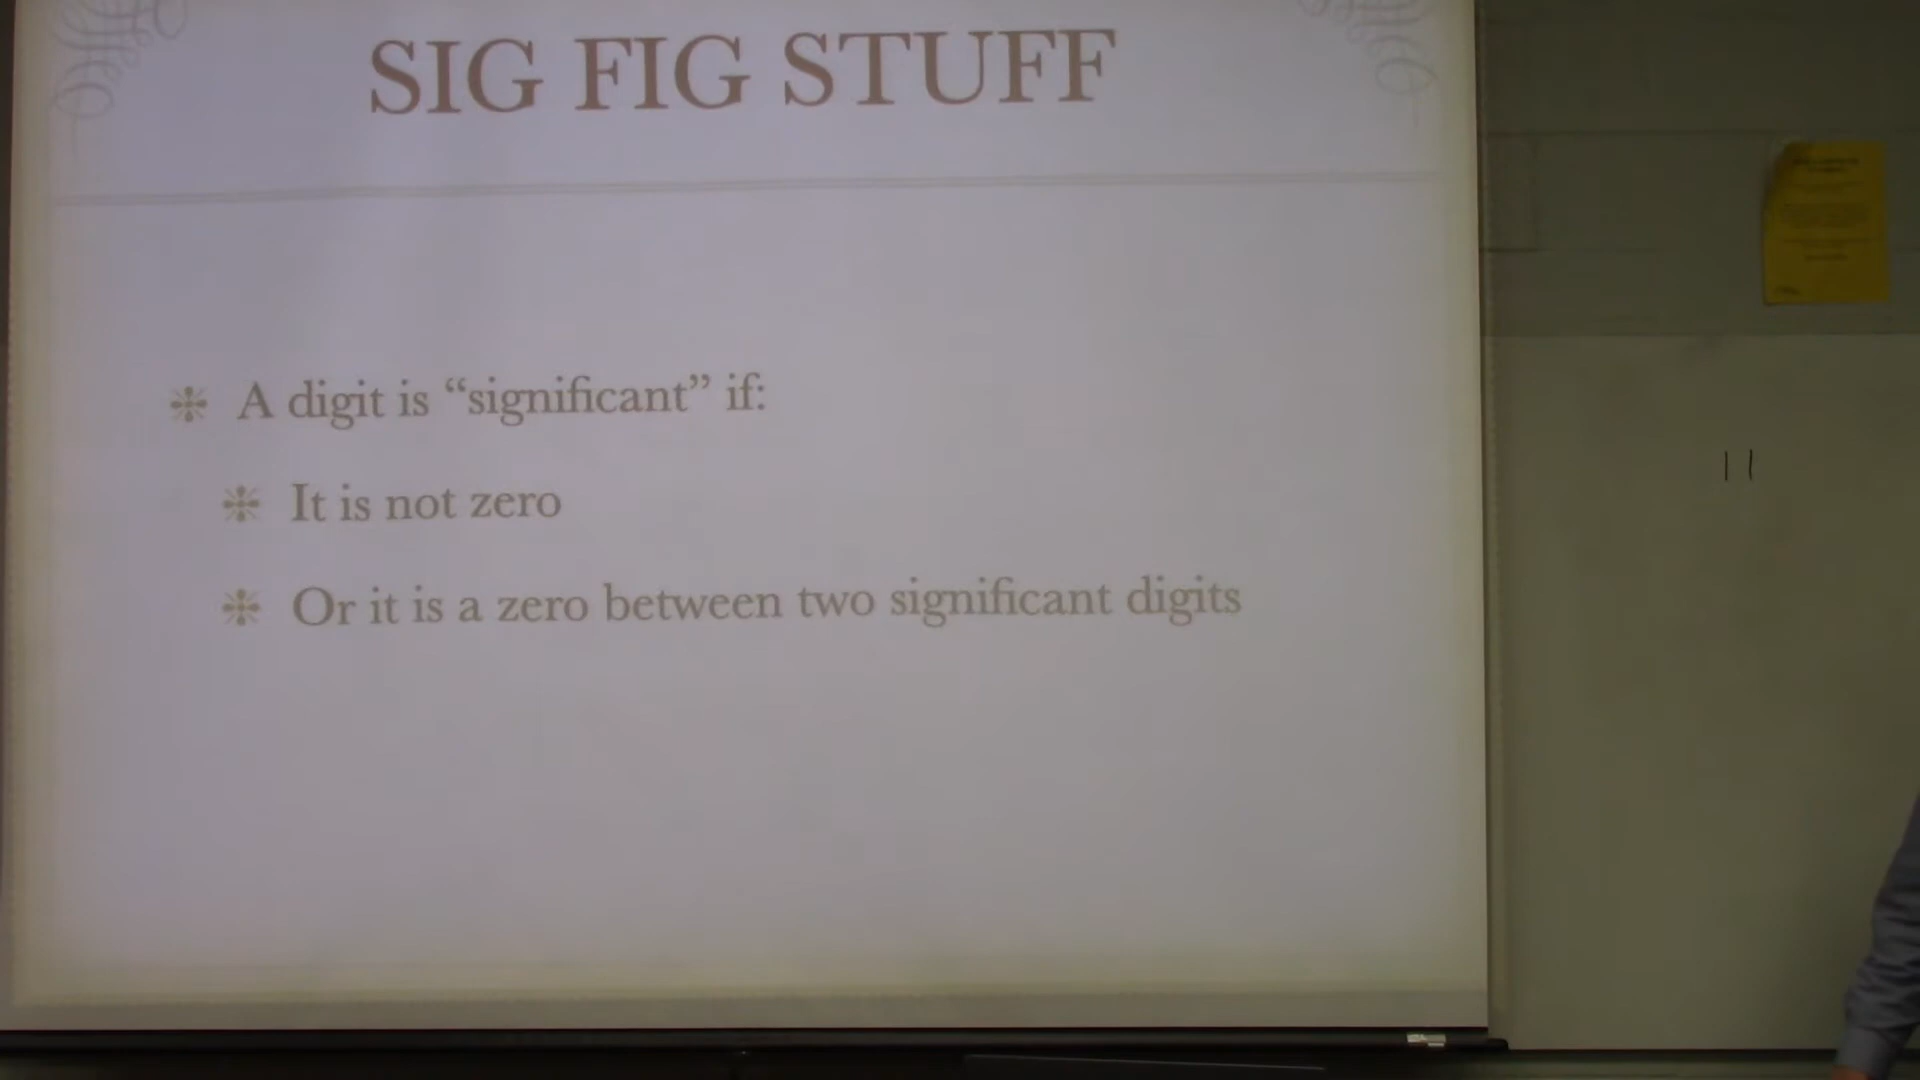 SIG FIG STUFF
A digit is “significant” if:
It is not zero
Or it is a zero between two significant digits
11